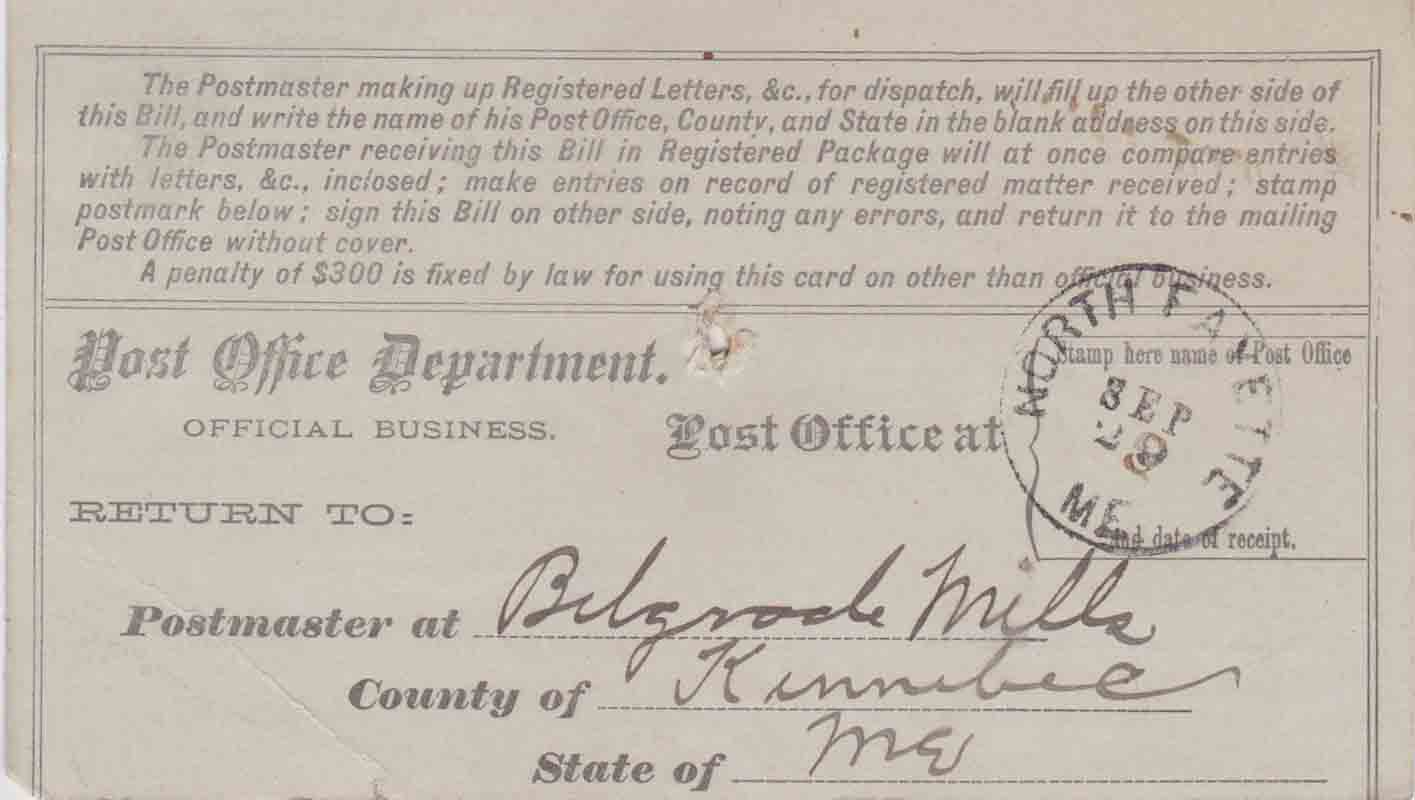 The Postmaster making up Registered Letters, &c., for dispatch, will fill up the other side of
this Bill, and write the name of his Post Office, County, and State in the blank address on this side.
The Postmaster receiving this Bill in Registered Package will at once compare entries
with letters, &c., inclosed; make entries on record of registered matter received; stamp
postmark below; sign this Bill on other side, noting any errors, and return it to the mailing
Post Office without cover.
A penalty of $300 is fixed by law for using this card on other than official business.
Post Office Department.
OFFICIAL BUSINESS.
Post Office at
Stamp here name of Post Office
NORTH FAYETTE
SEP
ME
and date of receipt.
RETURN TO:
Postmaster at Belgrade Mills
County of Kennebec
State of ME